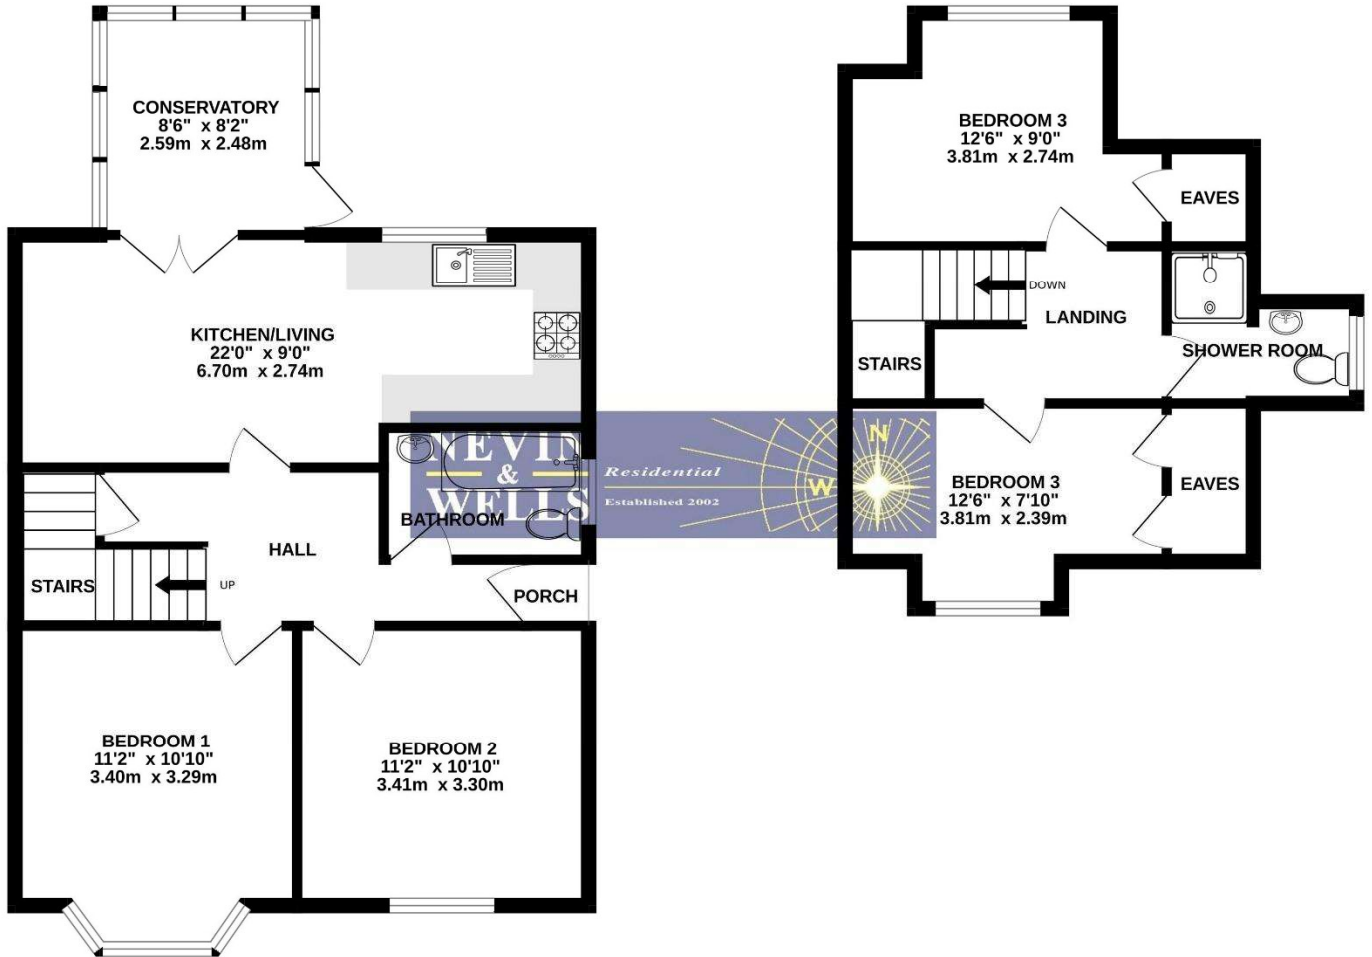 CONSERVATORY
8'6" x 8'2"
2.59m x 2.48m
KITCHEN/LIVING
22'0" x 9'0"
6.70m x 2.74m
NEVIN
&
WELLS
Residential
Established 2002
N
W
BATHROOM
HALL
STAIRS
UP
PORCH
BEDROOM 1
11'2" x 10'10"
3.40m x 3.29m
BEDROOM 2
11'2" x 10'10"
3.41m x 3.30m
BEDROOM 3
12'6" x 9'0"
3.81m x 2.74m
EAVES
DOWN
LANDING
STAIRS
SHOWER ROOM
BEDROOM 3
12'6" x 7'10"
3.81m x 2.39m
EAVES